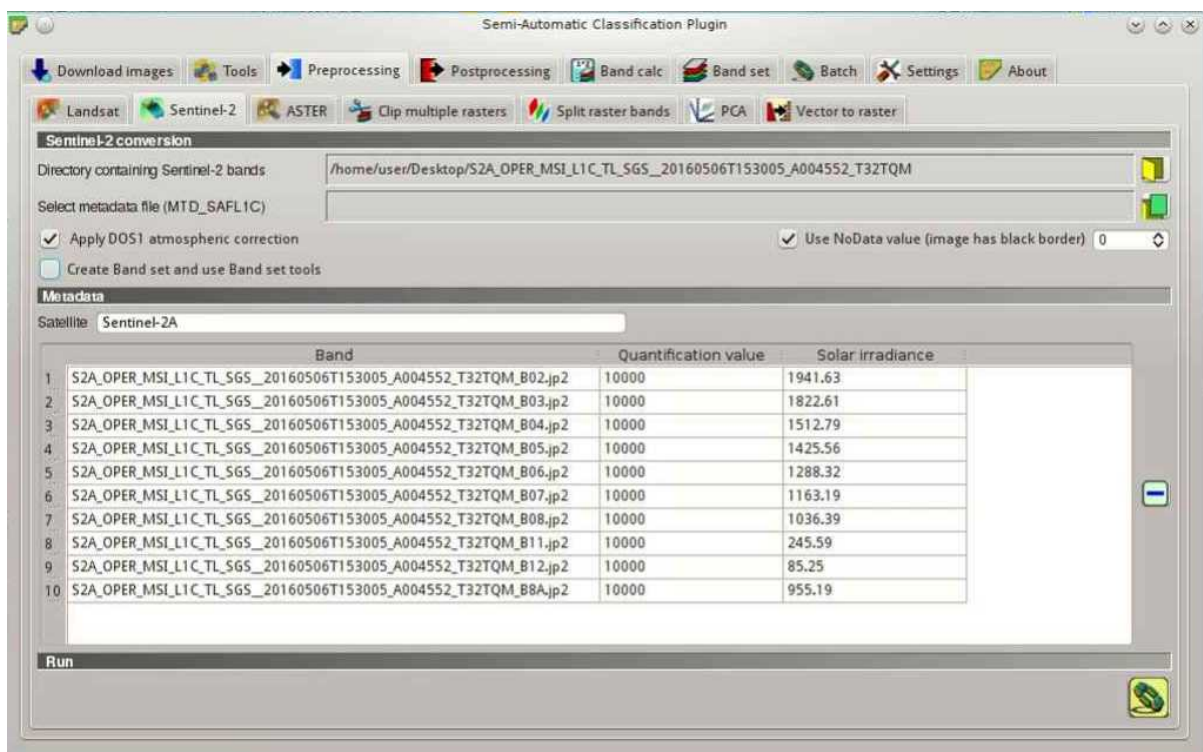 Semi-Automatic Classification Plugin
Download images Tools Preprocessing Postprocessing Band calc Band set Batch Settings About
Landsat Sentinel-2 ASTER Clip multiple rasters Split raster bands PCA Vector to raster
Sentinel-2 conversion
Directory containing Sentinel-2 bands /home/user/Desktop/S2A_OPER_MSI_L1C_TL_SGS__20160506T153005_A004552_T32TQM
Select metadata file (MTD_SAFL1C)
Apply DOS1 atmospheric correction Use NoData value (image has black border) 0
Create Band set and use Band set tools
Metadata
Satellite Sentinel-2A
Band Quantification value Solar irradiance
1 S2A_OPER_MSI_L1C_TL_SGS__20160506T153005_A004552_T32TQM_B02.jp2 10000 1941.63
2 S2A_OPER_MSI_L1C_TL_SGS__20160506T153005_A004552_T32TQM_B03.jp2 10000 1822.61
3 S2A_OPER_MSI_L1C_TL_SGS__20160506T153005_A004552_T32TQM_B04.jp2 10000 1512.79
4 S2A_OPER_MSI_L1C_TL_SGS__20160506T153005_A004552_T32TQM_B05.jp2 10000 1425.56
5 S2A_OPER_MSI_L1C_TL_SGS__20160506T153005_A004552_T32TQM_B06.jp2 10000 1288.32
6 S2A_OPER_MSI_L1C_TL_SGS__20160506T153005_A004552_T32TQM_B07.jp2 10000 1163.19
7 S2A_OPER_MSI_L1C_TL_SGS__20160506T153005_A004552_T32TQM_B08.jp2 10000 1036.39
8 S2A_OPER_MSI_L1C_TL_SGS__20160506T153005_A004552_T32TQM_B11.jp2 10000 245.59
9 S2A_OPER_MSI_L1C_TL_SGS__20160506T153005_A004552_T32TQM_B12.jp2 10000 85.25
10 S2A_OPER_MSI_L1C_TL_SGS__20160506T153005_A004552_T32TQM_B8A.jp2 10000 955.19
Run